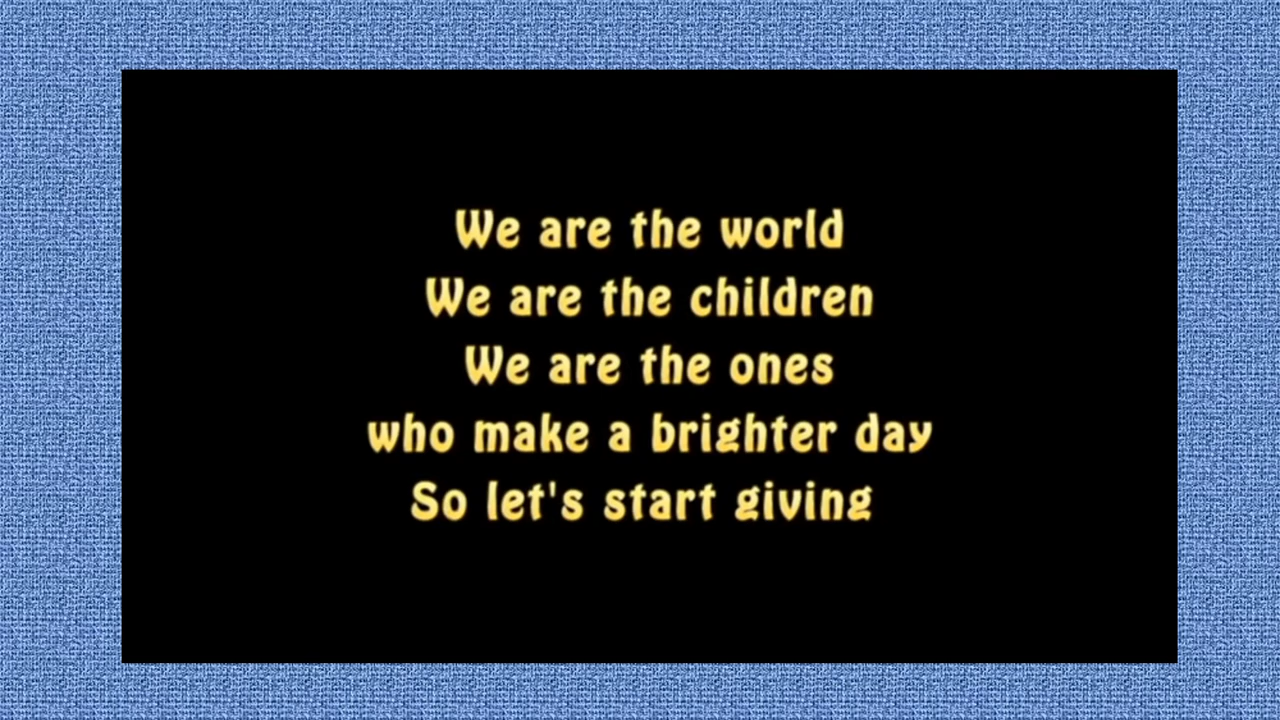 We are the world
We are the children
We are the ones
who make a brighter day
So let's start giving